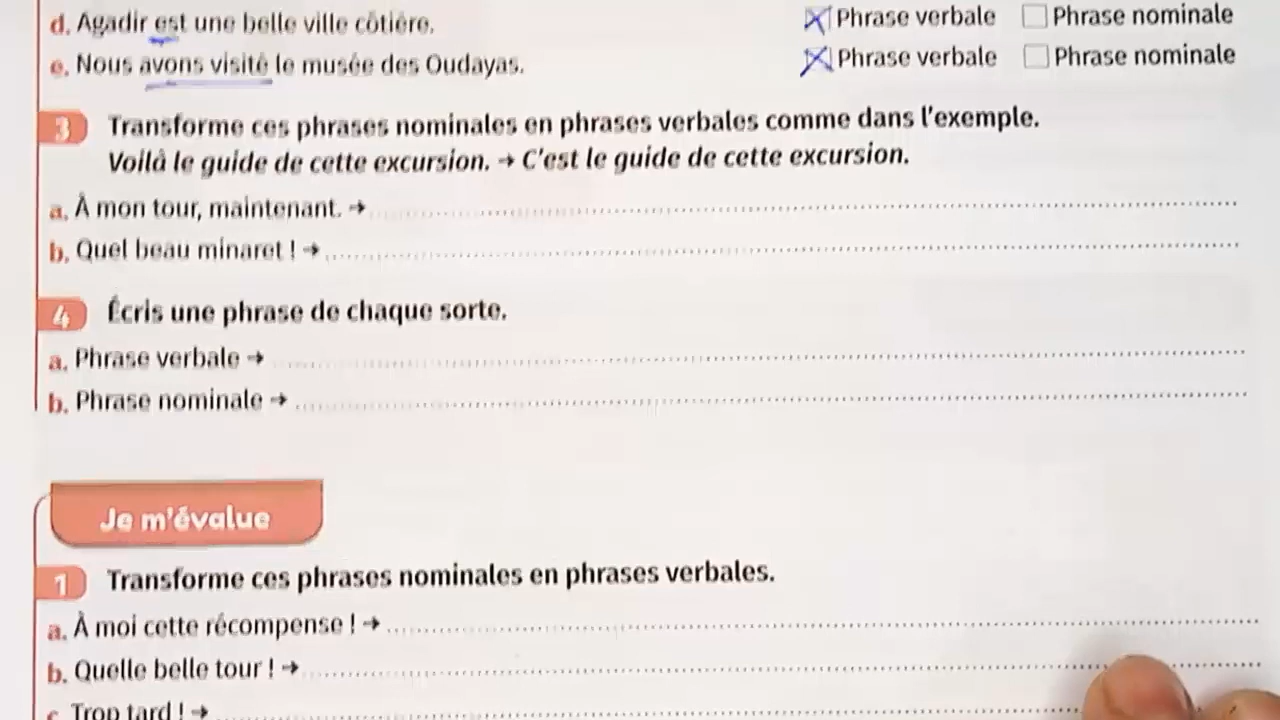 d. Agadir est une belle ville côtière. Phrase verbale Phrase nominale
e. Nous avons visité le musée des Oudayas. Phrase verbale Phrase nominale
3 Transforme ces phrases nominales en phrases verbales comme dans l'exemple.
Voilà le guide de cette excursion. → C'est le guide de cette excursion.
a. À mon tour, maintenant. →
b. Quel beau minaret ! →
4 Écris une phrase de chaque sorte.
a. Phrase verbale →
b. Phrase nominale →
Je m'évalue
1 Transforme ces phrases nominales en phrases verbales.
a. À moi cette récompense ! →
b. Quelle belle tour ! →
c. Trop tard ! →